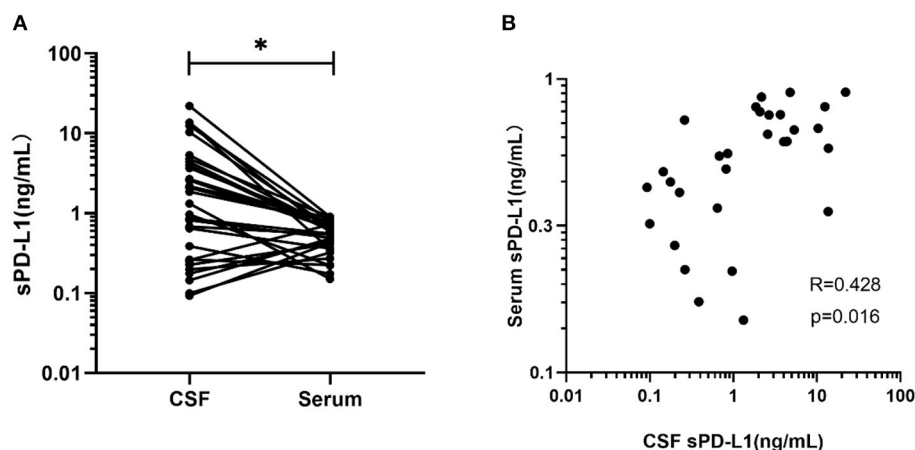 A
*
100
10
1
0.1
0.01
sPD-L1(ng/mL)
CSF
Serum
B
1
0.3
0.1
Serum sPD-L1(ng/mL)
R=0.428
p=0.016
0.01
0.1
1
10
100
CSF sPD-L1(ng/mL)